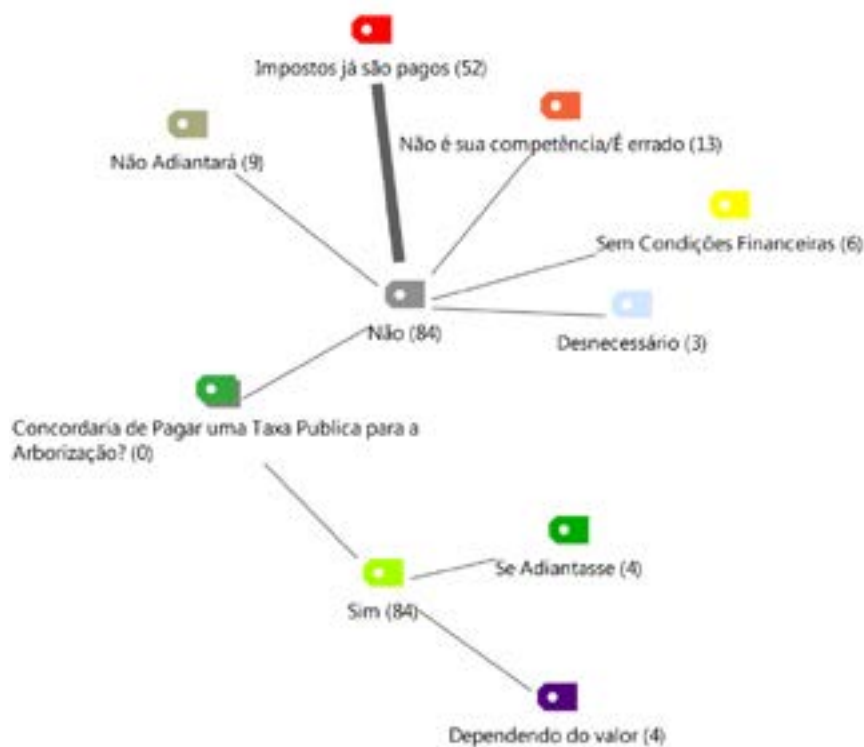 Impostos já são pagos (52)
Não é sua competência/É errado (13)
Não Adiantará (9)
Sem Condições Financeiras (6)
Não (84)
Desnecessário (3)
Concordaria de Pagar uma Taxa Publica para a
Arborização? (0)
Se Adiantasse (4)
Sim (84)
Dependendo do valor (4)